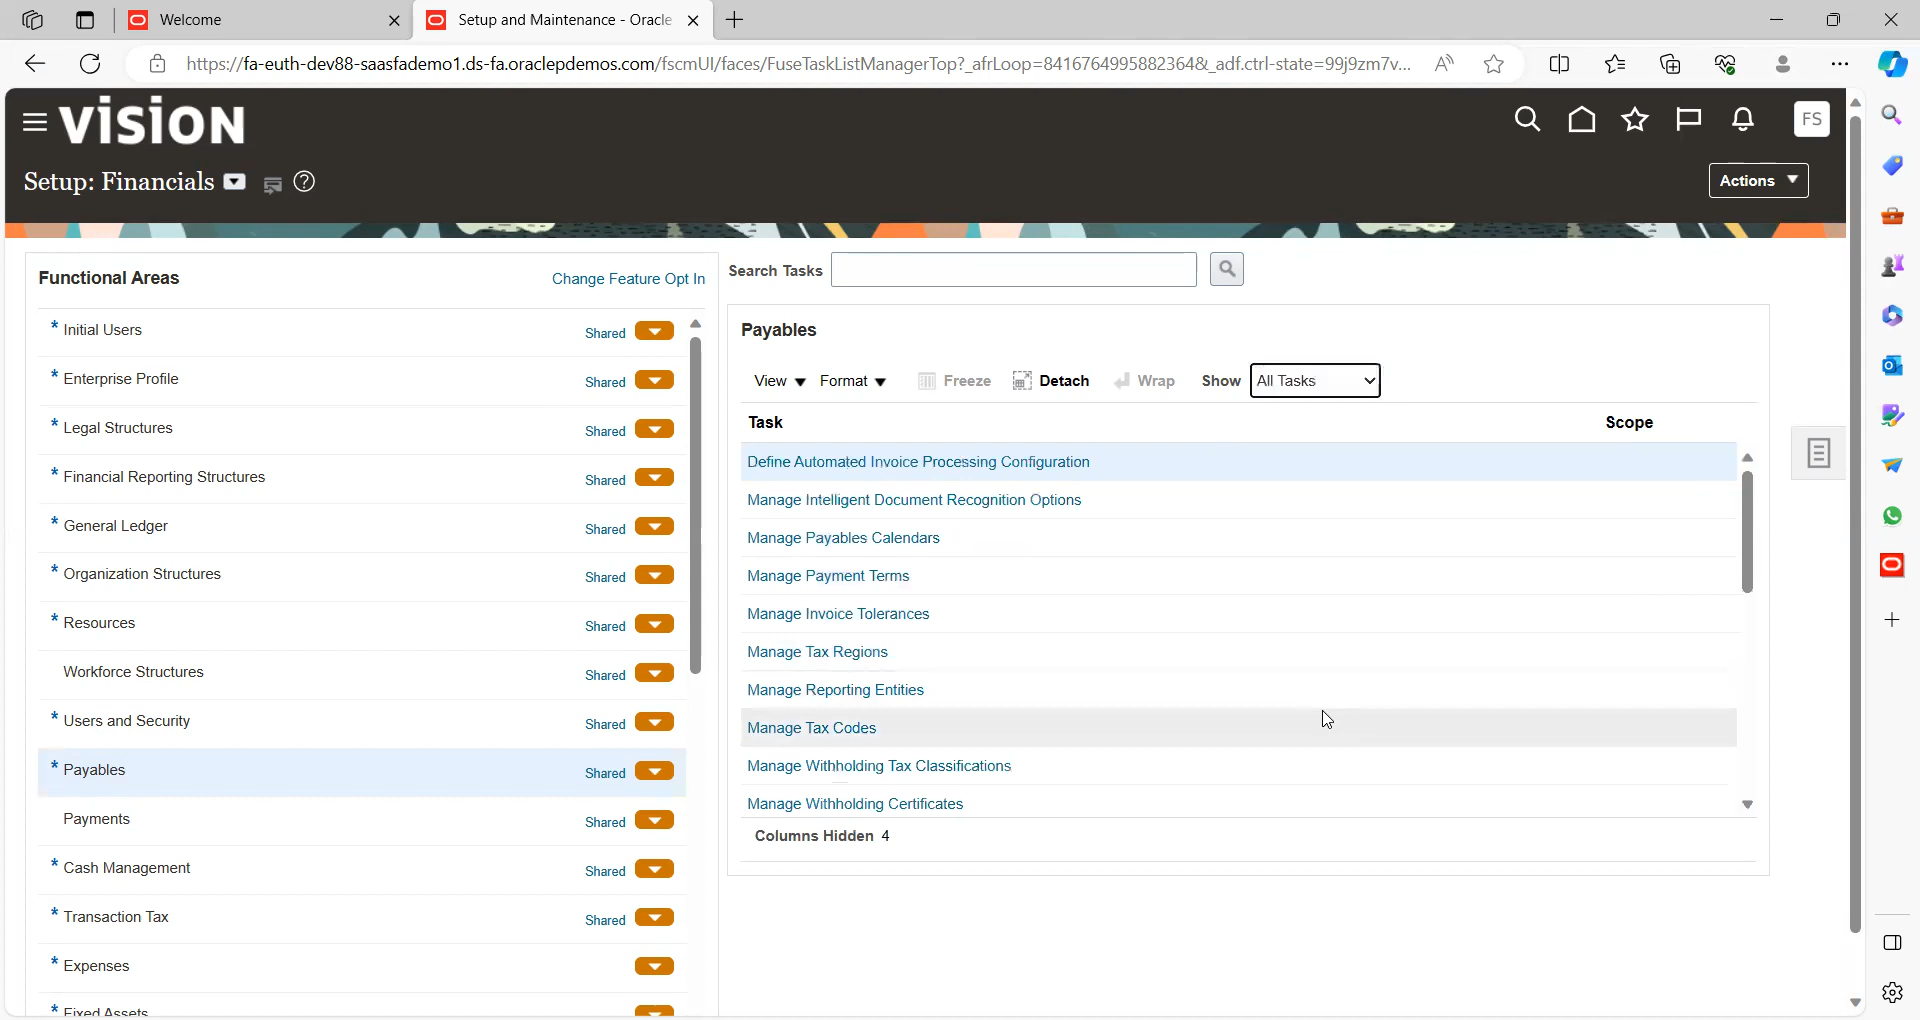 Welcome
Setup and Maintenance - Oracle
https://fa-euth-dev88-saasfademo1.ds-fa.oraclepdemos.com/fscmUI/faces/FuseTaskListManagerTop?_afrLoop=84167649958823648&_adf.ctrl-state=99j9zm7v...
VISION
FS
Setup: Financials
Actions
Functional Areas
Change Feature Opt In
Search Tasks
* Initial Users Shared
* Enterprise Profile Shared
* Legal Structures Shared
* Financial Reporting Structures Shared
* General Ledger Shared
* Organization Structures Shared
* Resources Shared
Workforce Structures Shared
* Users and Security Shared
* Payables Shared
Payments Shared
* Cash Management Shared
* Transaction Tax Shared
* Expenses
* Fixed Assets
Payables
View Format Freeze Detach Wrap Show All Tasks
Task Scope
Define Automated Invoice Processing Configuration
Manage Intelligent Document Recognition Options
Manage Payables Calendars
Manage Payment Terms
Manage Invoice Tolerances
Manage Tax Regions
Manage Reporting Entities
Manage Tax Codes
Manage Withholding Tax Classifications
Manage Withholding Certificates
Columns Hidden 4